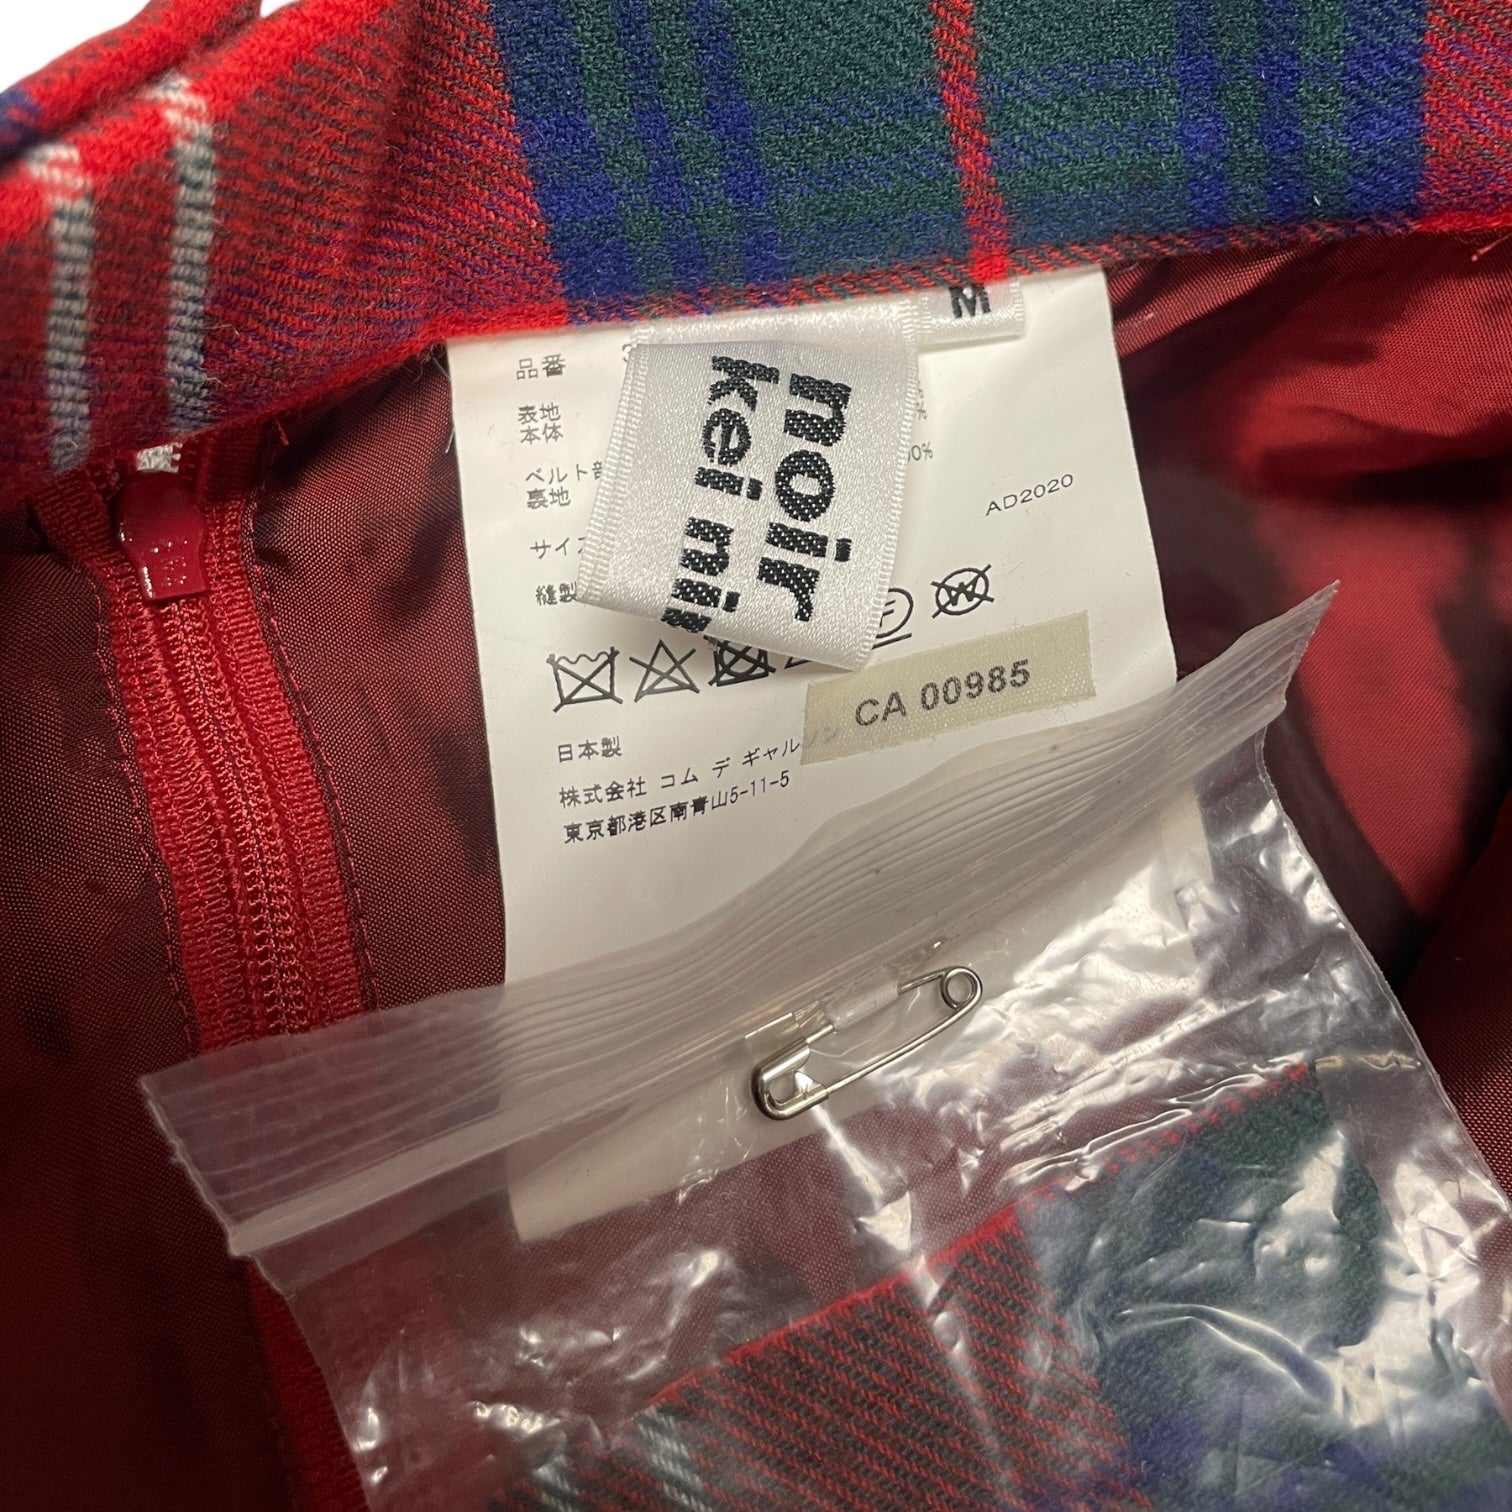 M
noir
kei nin
品番
表地
本体
ベルト部
裏地
0%
サイズ
縫製
AD2020
CA 00985
日本製
株式会社 コム デ ギャルソン
東京都港区南青山5-11-5